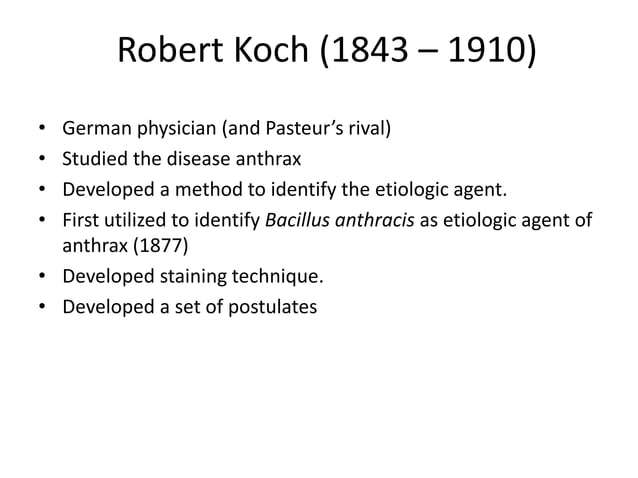 Robert Koch (1843 – 1910)
• German physician (and Pasteur’s rival)
• Studied the disease anthrax
• Developed a method to identify the etiologic agent.
• First utilized to identify Bacillus anthracis as etiologic agent of
anthrax (1877)
• Developed staining technique.
• Developed a set of postulates